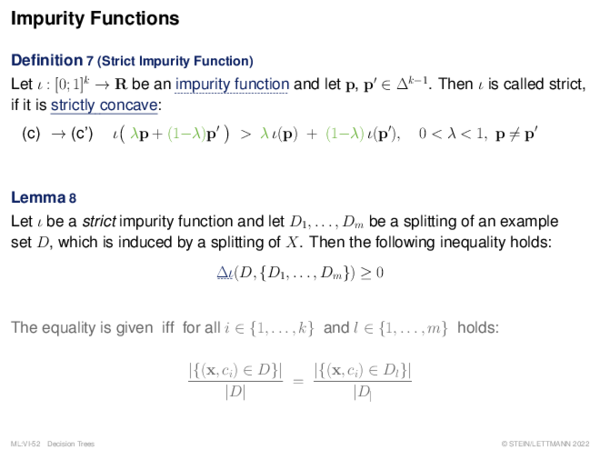 Impurity Functions
Definition 7 (Strict Impurity Function)
Let ι : [0; 1]^k → R be an impurity function and let p, p′ ∈ Δ^{k−1}. Then ι is called strict,
if it is strictly concave:
(c) → (c’) ι( λp + (1−λ)p′ ) > λ ι(p) + (1−λ) ι(p′), 0 < λ < 1, p ≠ p′
Lemma 8
Let ι be a strict impurity function and let D_1, . . . , D_m be a splitting of an example
set D, which is induced by a splitting of X. Then the following inequality holds:
Δι(D, {D_1, . . . , D_m}) ≥ 0
The equality is given iff for all i ∈ {1, . . . , k} and l ∈ {1, . . . , m} holds:
|{(x, c_i) ∈ D}| / |D| = |{(x, c_i) ∈ D_l}| / |D_l|
ML:VI-52 Decision Trees
© STEIN/LETTMANN 2022